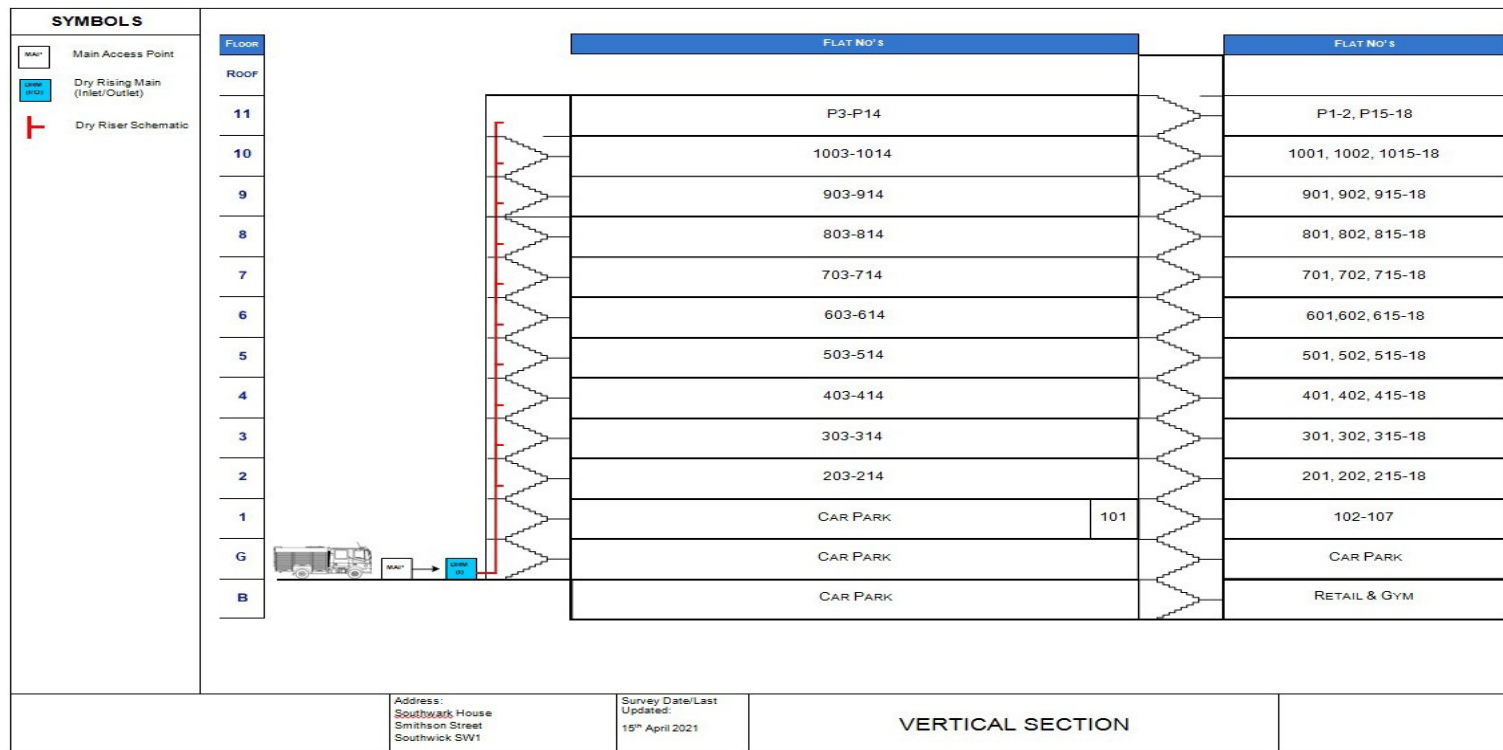 SYMBOLS
MAP
Main Access Point
Dry Rising Main
(Inlet/Outlet)
Dry Riser Schematic
FLOOR
FLAT NO'S
FLAT NO'S
ROOF
11
P3-P14
P1-2, P15-18
10
1003-1014
1001, 1002, 1015-18
9
903-914
901, 902, 915-18
8
803-814
801, 802, 815-18
7
703-714
701, 702, 715-18
6
603-614
601,602, 615-18
5
503-514
501, 502, 515-18
4
403-414
401, 402, 415-18
3
303-314
301, 302, 315-18
2
203-214
201, 202, 215-18
1
CAR PARK
101
102-107
G
MAP
DRM
(I)
CAR PARK
CAR PARK
B
CAR PARK
RETAIL & GYM
Address:
Southwark House
Smithson Street
Southwick SW1
Survey Date/Last
Updated:
15th April 2021
VERTICAL SECTION